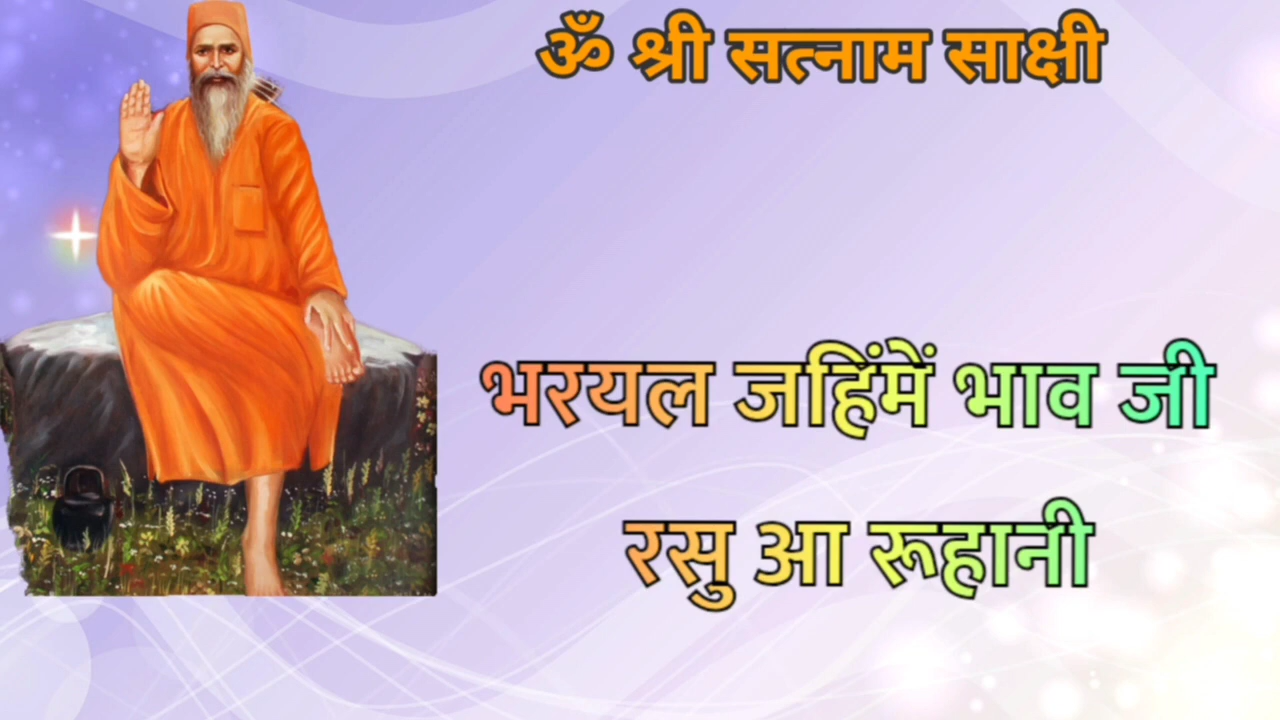 ॐ श्री सत्नाम साक्षी
भरयल जहिंमें भाव जी
रसु आ रूहानी